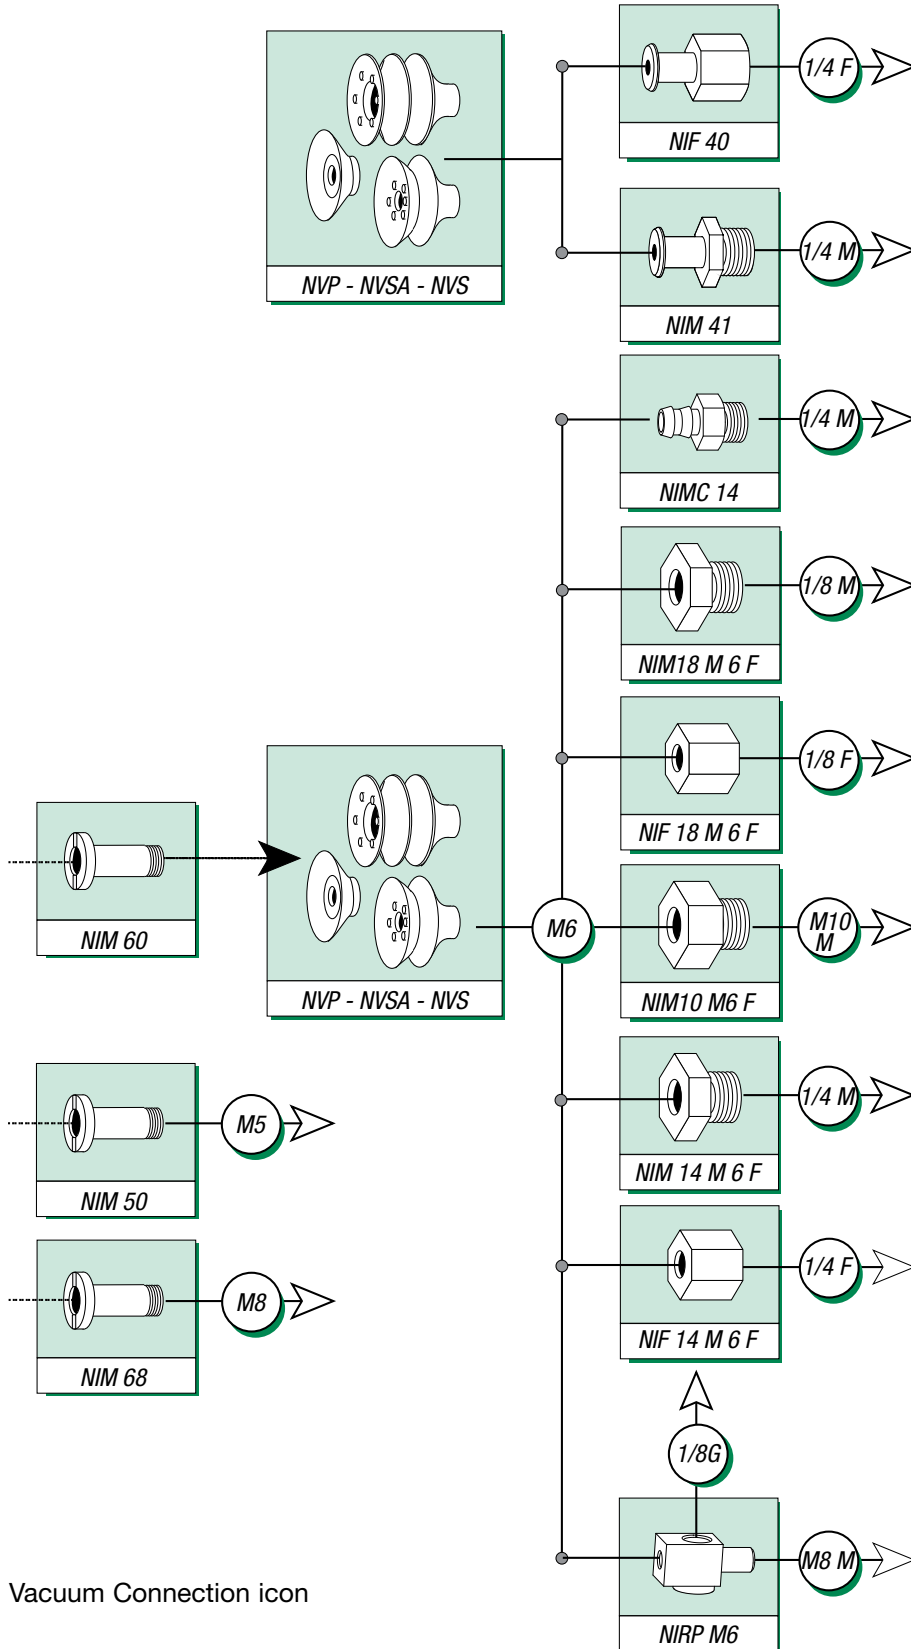 1/4 F
NIF 40
NVP - NVSA - NVS
1/4 M
NIM 41
1/4 M
NIMC 14
1/8 M
NIM18 M 6 F
1/8 F
NIF 18 M 6 F
NIM 60
NVP - NVSA - NVS
M6
M10
M
NIM10 M6 F
M5
NIM 50
1/4 M
NIM 14 M 6 F
M8
NIM 68
1/4 F
NIF 14 M 6 F
1/8G
M8 M
NIRP M6
Vacuum Connection icon